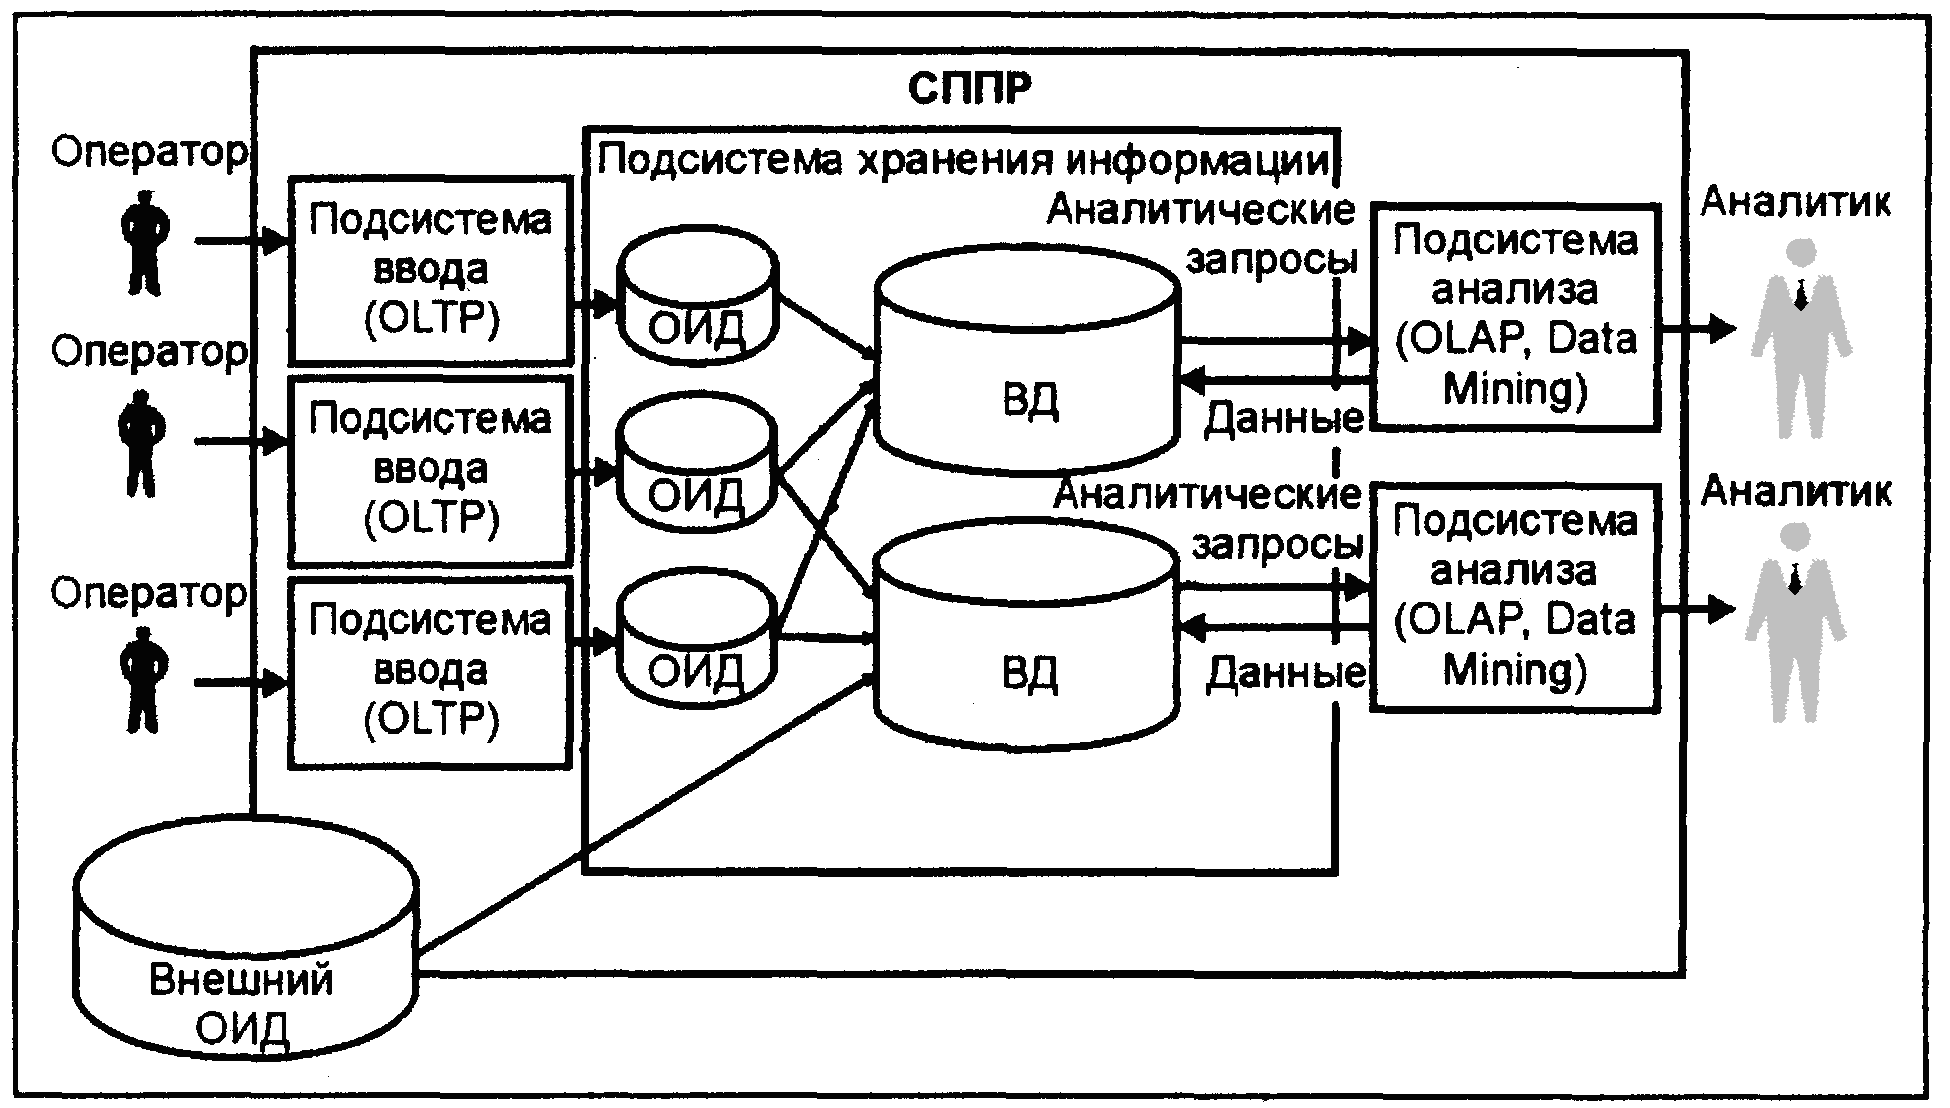 СППР
Оператор
Подсистема
ввода
(OLTP)
Оператор
Подсистема
ввода
(OLTP)
Оператор
Подсистема
ввода
(OLTP)
Подсистема хранения информации
ОИД
ОИД
ОИД
ВД
ВД
Аналитические
запросы
Данные
Аналитические
запросы
Данные
Подсистема
анализа
(OLAP, Data
Mining)
Подсистема
анализа
(OLAP, Data
Mining)
Аналитик
Аналитик
Внешний
ОИД